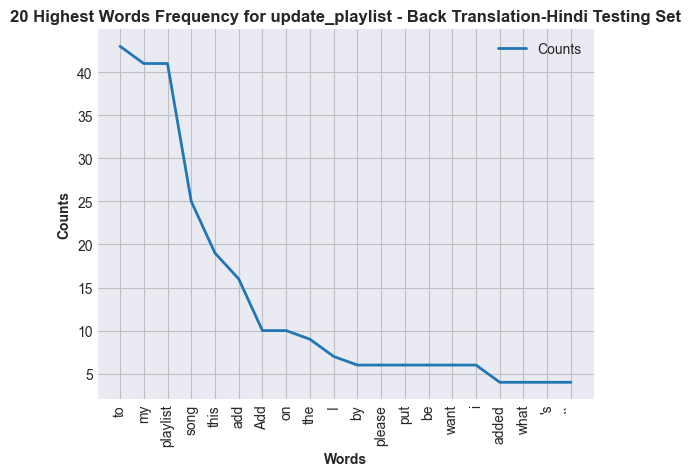 20 Highest Words Frequency for update_playlist - Back Translation-Hindi Testing Set
Counts
40
35
30
25
20
15
10
5
Counts
to
my
playlist
song
this
add
Add
on
the
I
by
please
put
be
want
i
added
what
's
``
Words